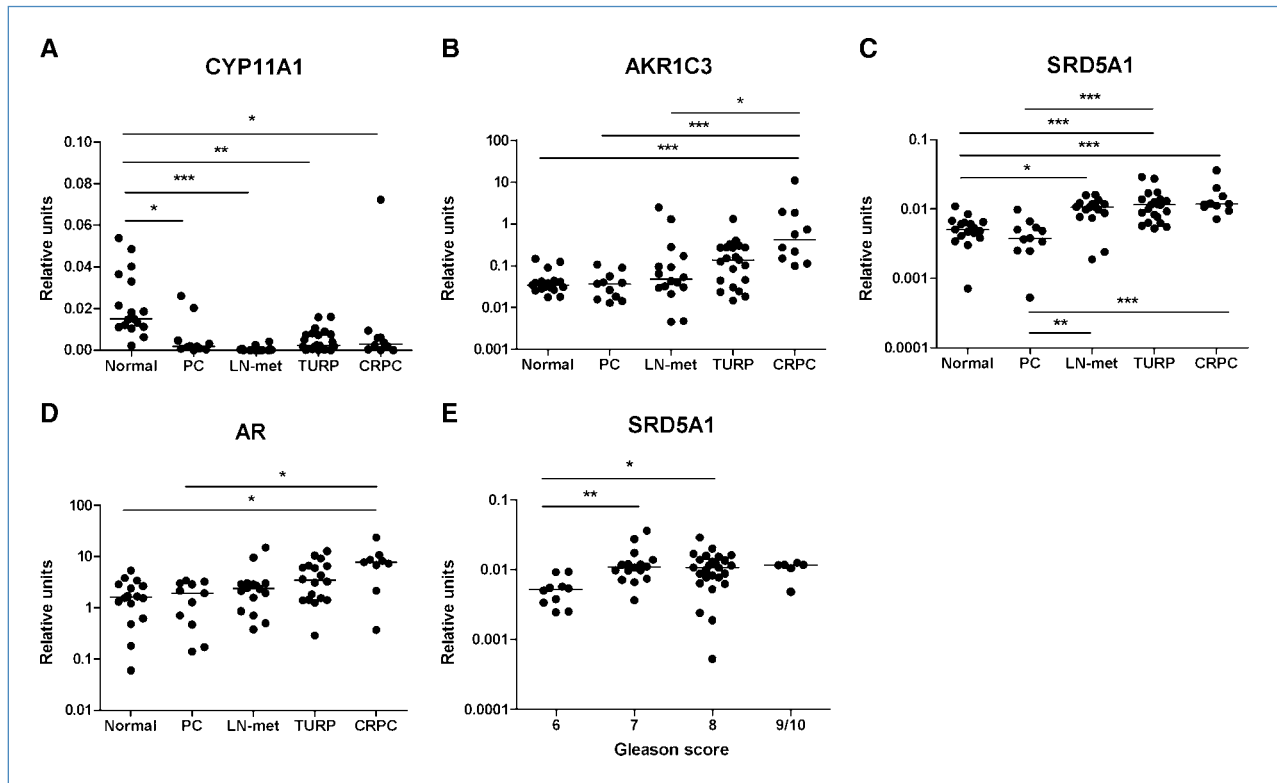 A
CYP11A1
*
**
***
*
Relative units
0.10
0.08
0.06
0.04
0.02
0.00
Normal PC LN-met TURP CRPC
B
AKR1C3
*
***
***
Relative units
100
10
1
0.1
0.01
0.001
Normal PC LN-met TURP CRPC
C
SRD5A1
***
***
***
*
Relative units
0.1
0.01
0.001
0.0001
***
**
Normal PC LN-met TURP CRPC
D
AR
*
*
Relative units
100
10
1
0.1
0.01
Normal PC LN-met TURP CRPC
E
SRD5A1
*
**
Relative units
0.1
0.01
0.001
0.0001
6 7 8 9/10
Gleason score